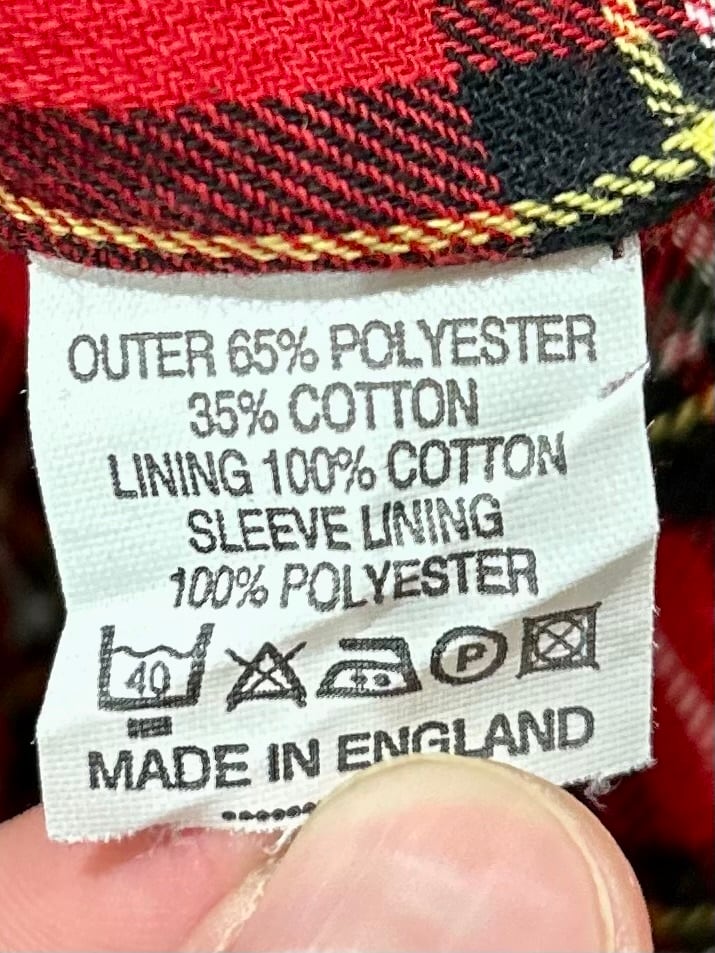 OUTER 65% POLYESTER
35% COTTON
LINING 100% COTTON
SLEEVE LINING
100% POLYESTER
40 P
MADE IN ENGLAND